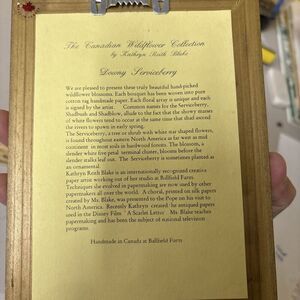 The Canadian Wildflower Collection
by Kathryn Reith Blake
Downy Serviceberry
We are pleased to present these truly beautiful hand-picked
wildflower blossoms. Each bouquet has been woven into pure
cotton rag handmade paper. Each floral array is unique and each
is signed by the artist. Common names for the Serviceberry,
Shadbush and Shadblow, allude to the fact that the showy masses
of white flowers tend to occur at the same time that shad ascend
the rivers to spawn in early spring.
The Serviceberry, a tree or shrub with white star shaped flowers,
is found throughout eastern North America as far west as mid
continent in moist soils in hardwood forests. The blossom, a
slender white five petal terminal cluster, blooms before the
slender stalks leaf out. The Serviceberry is sometimes planted as
an ornamental.
Kathryn Reith Blake is an internationally recognized creative
paper artist working out of her studio at Ballfield Farm.
Techniques she evolved in papermaking are now used by other
papermakers all over the world. A choral, printed on silk papers
created by Ms. Blake, was presented to the Pope on his visit to
North America. Recently Kathryn created the antiqued papers
used in the Disney Film "A Scarlet Letter". Ms. Blake teaches
papermaking and has been the subject of national television
programs.
Handmade in Canada at Ballfield Farm